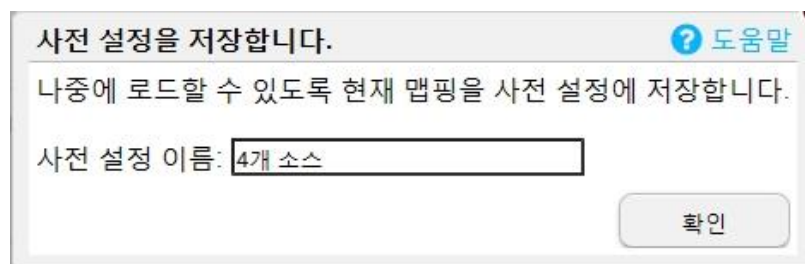 사전 설정을 저장합니다. ? 도움말
나중에 로드할 수 있도록 현재 맵핑을 사전 설정에 저장합니다.
사전 설정 이름: 4개 소스
확인